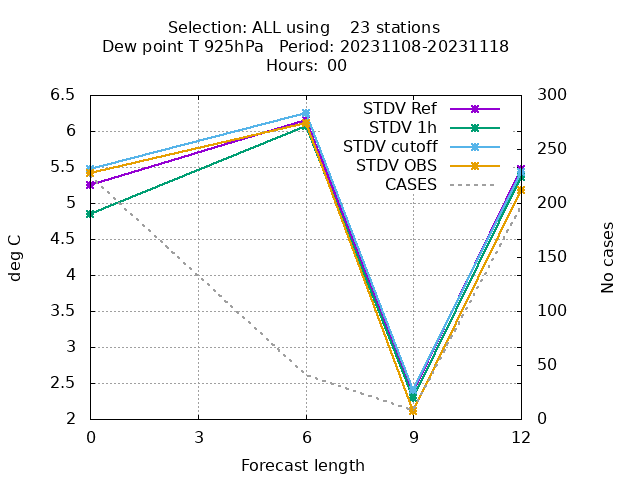 Selection: ALL using    23 stations
Dew point T 925hPa   Period: 20231108-20231118
Hours:  00
STDV Ref
STDV 1h
STDV cutoff
STDV OBS
CASES
6.5
6
5.5
5
4.5
4
3.5
3
2.5
2
300
250
200
150
100
50
0
deg C
No cases
0 3 6 9 12
Forecast length